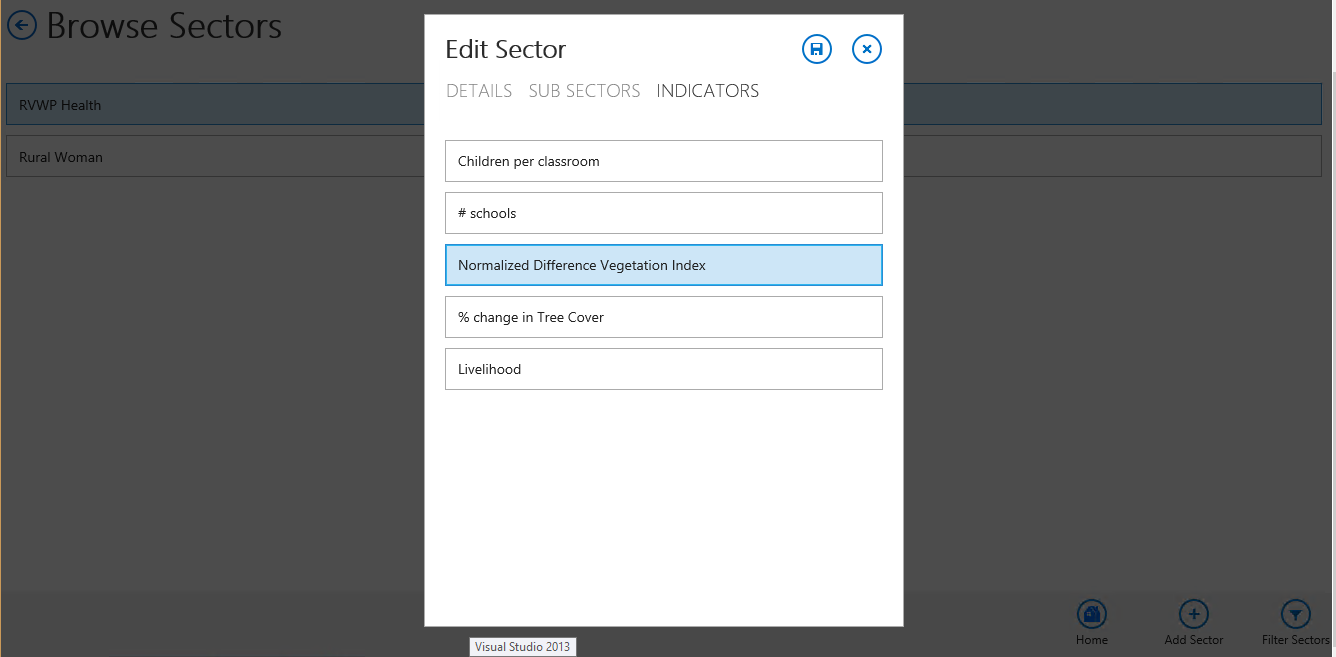 Browse Sectors
RVWP Health
Rural Woman
Edit Sector
DETAILS SUB SECTORS INDICATORS
Children per classroom
# schools
Normalized Difference Vegetation Index
% change in Tree Cover
Livelihood
Home Add Sector Filter Sectors
Visual Studio 2013